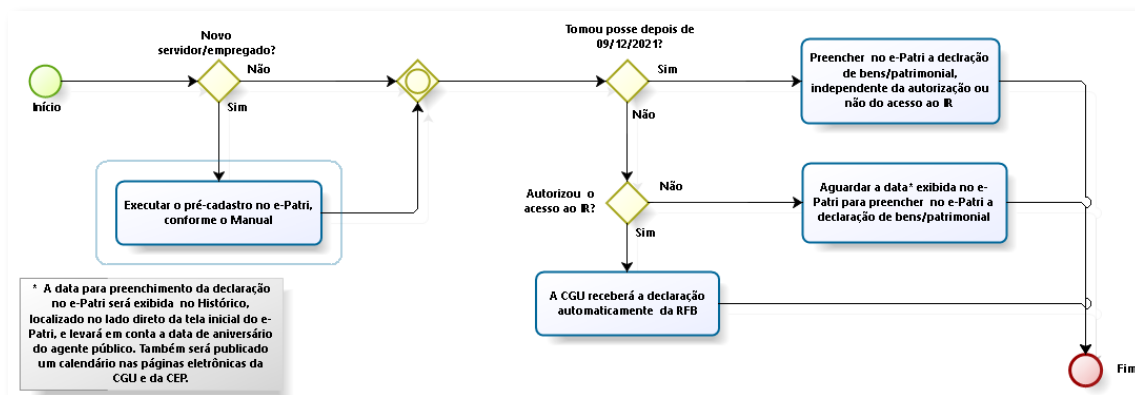 Novo
servidor/empregado?
Não
Sim
Início
Executar o pré-cadastro no e-Patri,
conforme o Manual
Tomou posse depois de
09/12/2021?
Sim
Não
Preencher no e-Patri a declração
de bens/patrimonial,
independente da autorização ou
não do acesso ao IR
Autorizou o
acesso ao IR?
Não
Sim
Aguardar a data* exibida no e-
Patri para preencher no e-Patri a
declaração de bens/patrimonial
A CGU receberá a declaração
automaticamente da RFB
* A data para preenchimento da declaração
no e-Patri será exibida no Histórico,
localizado no lado direto da tela inicial do e-
Patri, e levará em conta a data de aniversário
do agente público. Também será publicado
um calendário nas páginas eletrônicas da
CGU e da CEP.
Fim